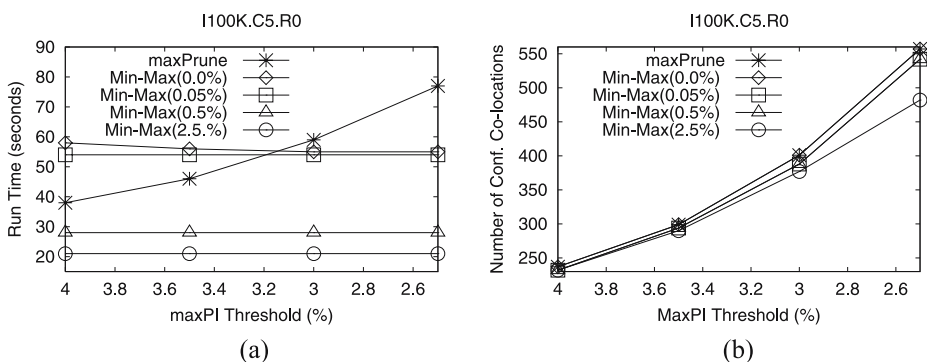 I100K.C5.R0
90
80
70
60
50
40
30
20
4
3.8
3.6
3.4
3.2
3
2.8
2.6
Run Time (seconds)
maxPI Threshold (%)
maxPrune
Min-Max(0.0%)
Min-Max(0.05%)
Min-Max(0.5%)
Min-Max(2.5.%)
(a)
I100K.C5.R0
550
500
450
400
350
300
250
4
3.8
3.6
3.4
3.2
3
2.8
2.6
Number of Conf. Co-locations
MaxPI Threshold (%)
maxPrune
Min-Max(0.0%)
Min-Max(0.05%)
Min-Max(0.5%)
Min-Max(2.5%)
(b)